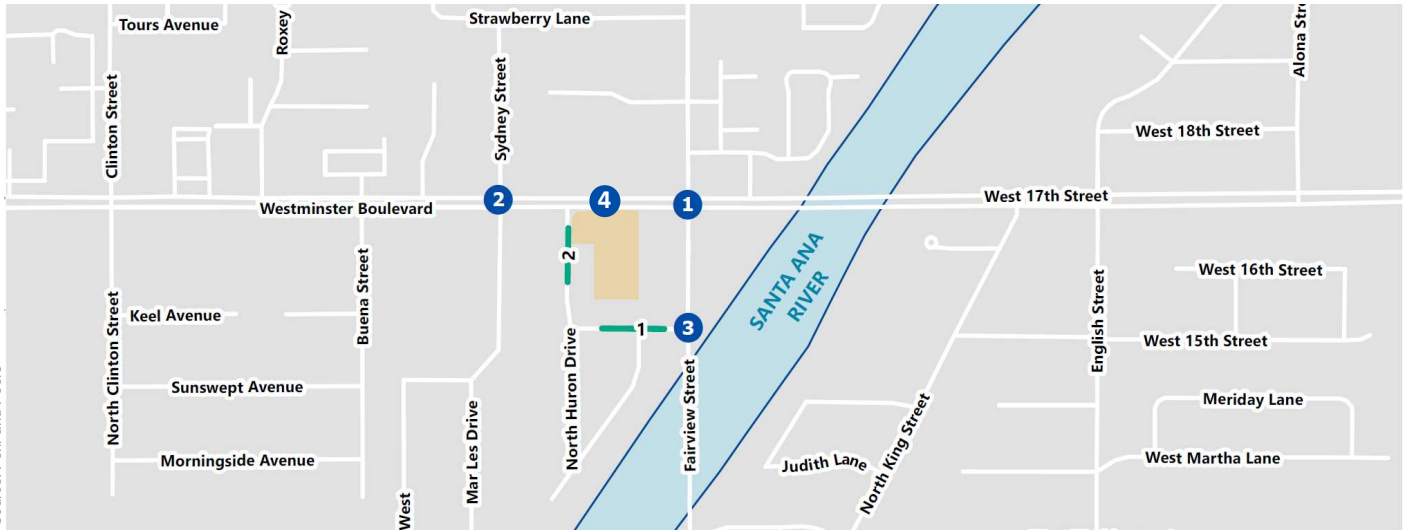 Tours Avenue
Roxey
Strawberry Lane
Alona Stre
Clinton Street
Sydney Street
West 18th Street
2
4
1
West 17th Street
Westminster Boulevard
2
SANTA ANA
RIVER
West 16th Street
Buena Street
English Street
Keel Avenue
North Clinton Street
1
3
West 15th Street
North Huron Drive
Fairview Street
Sunswept Avenue
Mar Les Drive
North King Street
Meriday Lane
Morningside Avenue
Judith Lane
West Martha Lane
West